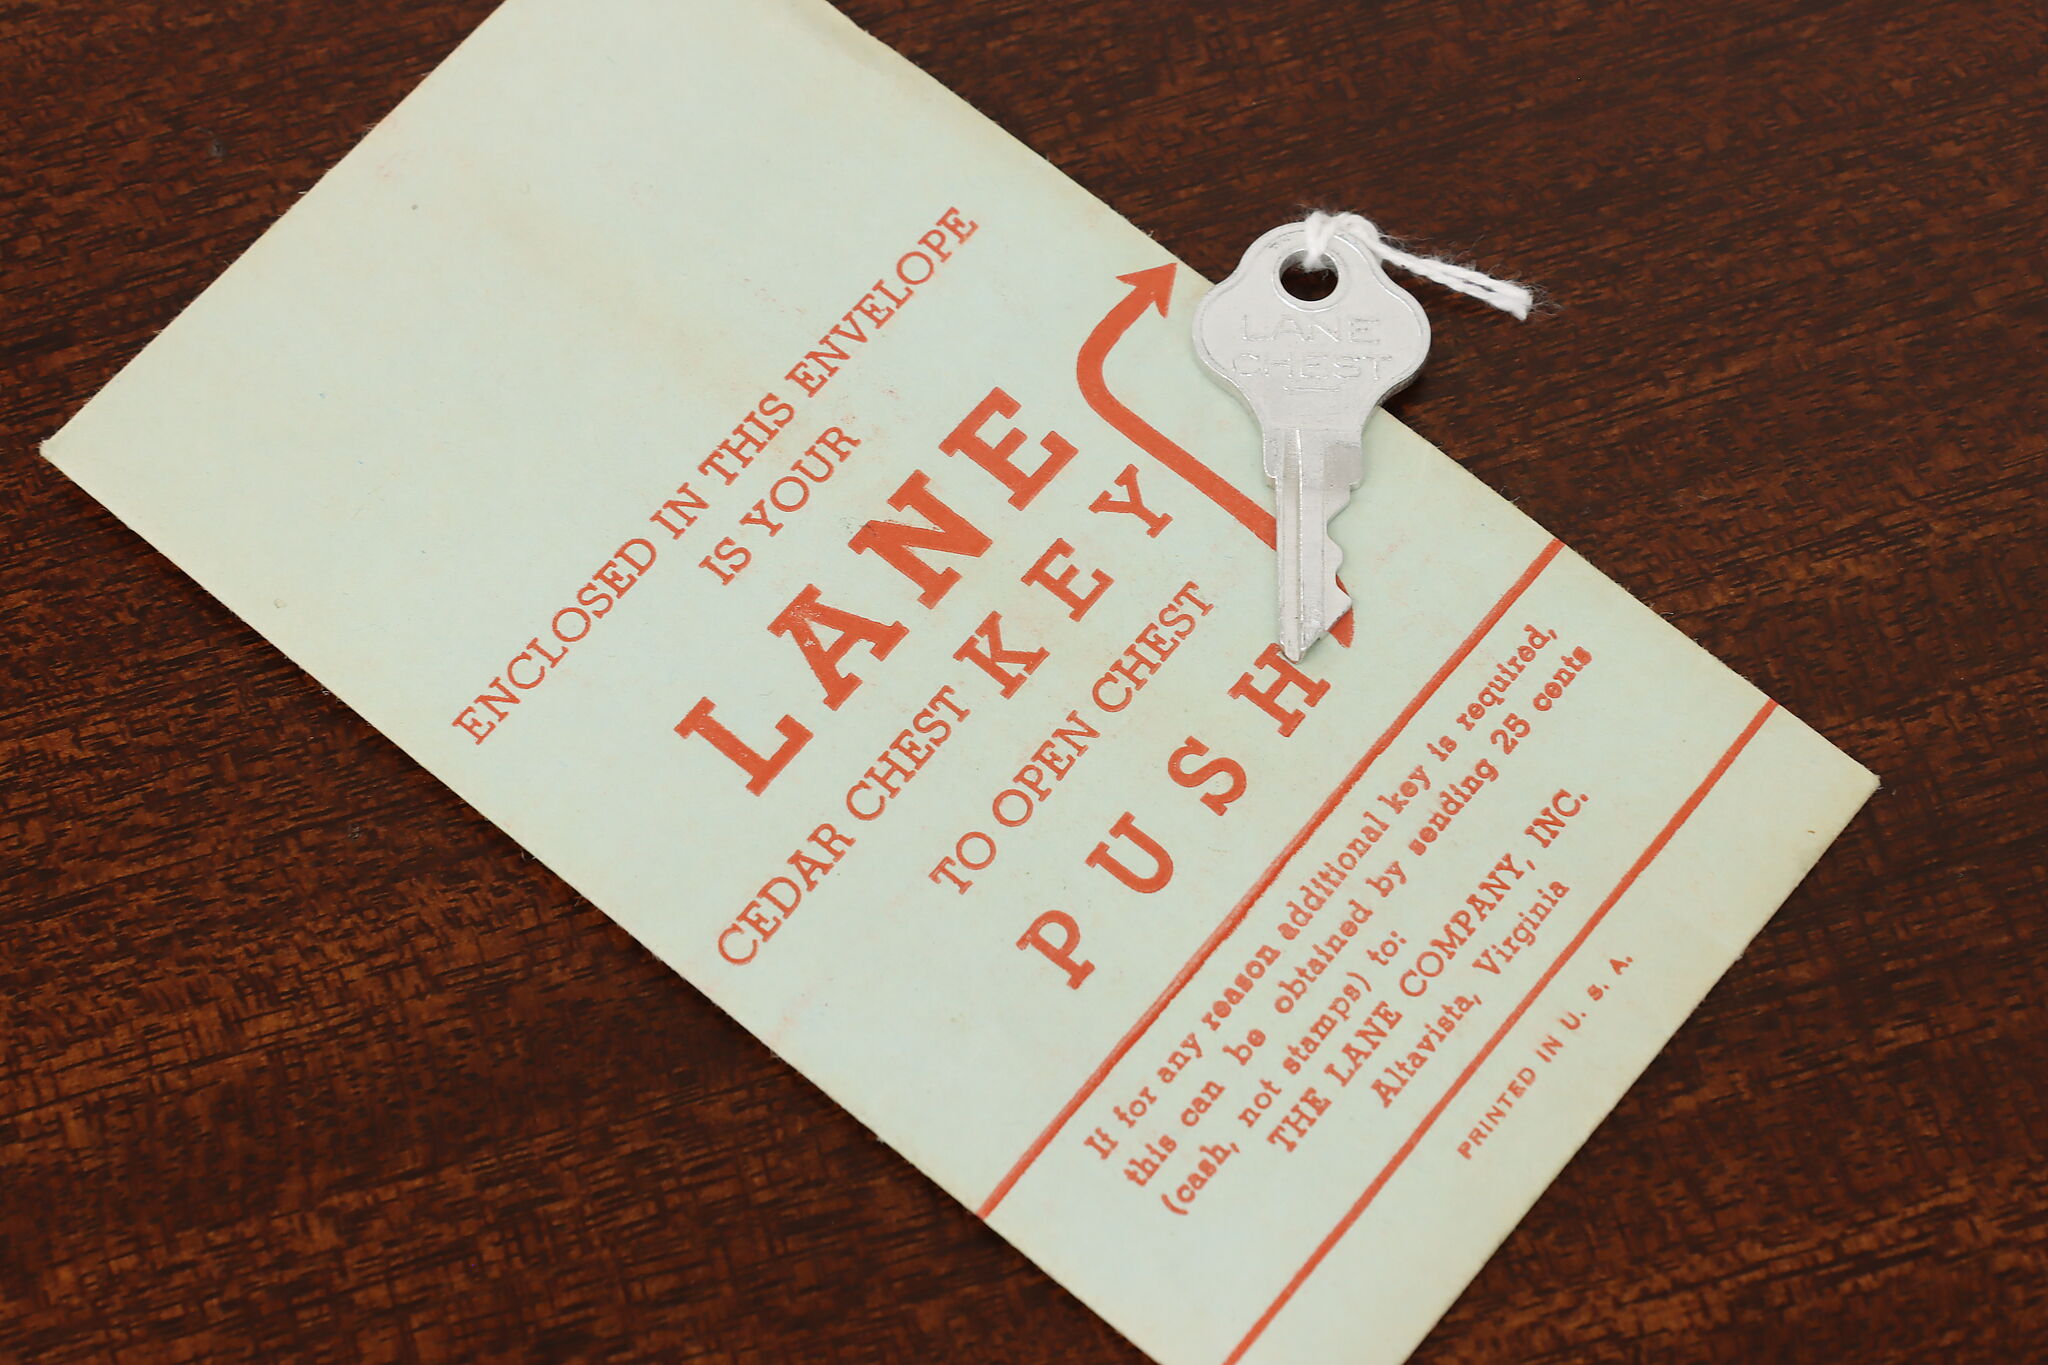 ENCLOSED IN THIS ENVELOPE
IS YOUR
LANE
CEDAR CHEST KEY
TO OPEN CHEST
PUSH
If for any reason additional key is required,
this can be obtained by sending 25 cents
(cash, not stamps) to:
THE LANE COMPANY, INC.
Altavista, Virginia
PRINTED IN U. S. A.
LANE
CHEST